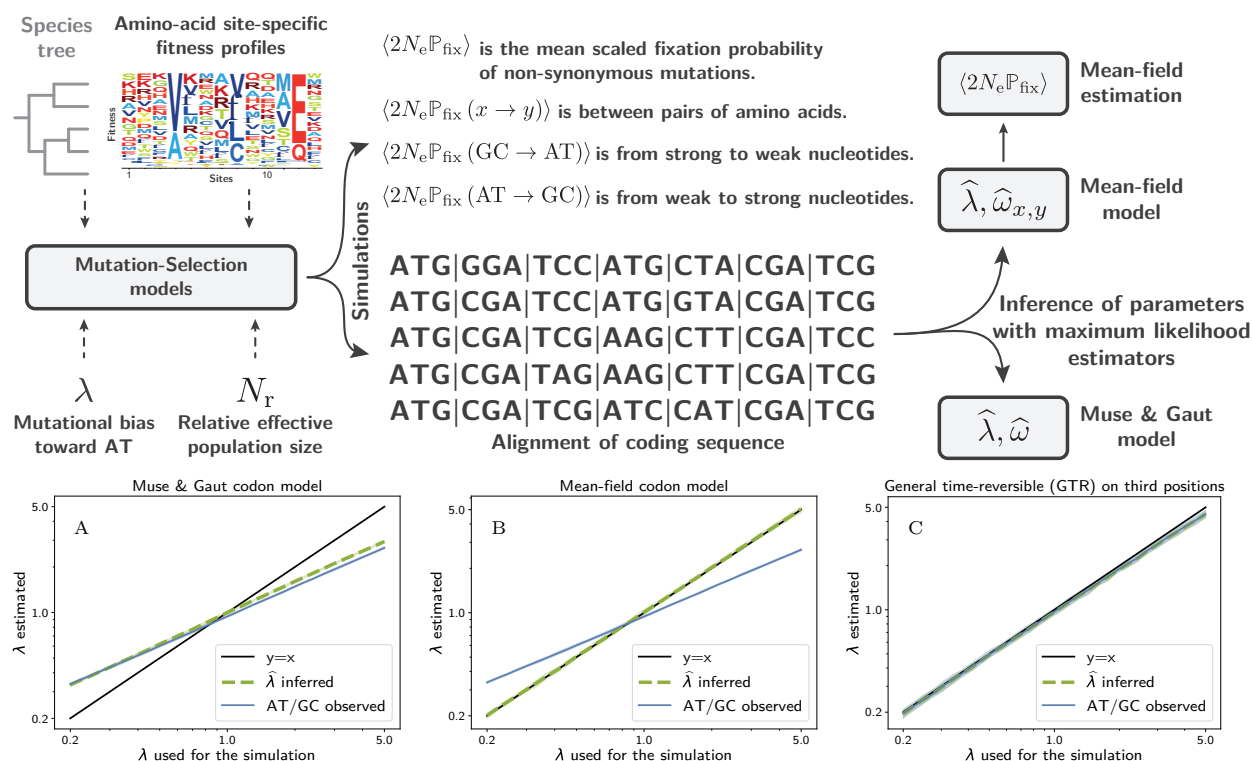 Species
tree
Amino-acid site-specific
fitness profiles
Fitness
1
10
Sites
Mutation-Selection
models
λ
Mutational bias
toward AT
N_r
Relative effective
population size
Simulations
⟨2N_e ℙ_fix⟩ is the mean scaled fixation probability
of non-synonymous mutations.
⟨2N_e ℙ_fix (x → y)⟩ is between pairs of amino acids.
⟨2N_e ℙ_fix (GC → AT)⟩ is from strong to weak nucleotides.
⟨2N_e ℙ_fix (AT → GC)⟩ is from weak to strong nucleotides.
ATG|GGA|TCC|ATG|CTA|CGA|TCG
ATG|CGA|TCC|ATG|GTA|CGA|TCG
ATG|CGA|TCG|AAG|CTT|CGA|TCC
ATG|CGA|TAG|AAG|CTT|CGA|TCG
ATG|CGA|TCG|ATC|CAT|CGA|TCG
Alignment of coding sequence
⟨2N_e ℙ_fix⟩
Mean-field
estimation
λ̂, ω̂_x,y
Mean-field
model
Inference of parameters
with maximum likelihood
estimators
λ̂, ω̂
Muse & Gaut
model
Muse & Gaut codon model
A
5.0
1.0
0.2
λ estimated
y=x
λ̂ inferred
AT/GC observed
0.2 1.0 5.0
λ used for the simulation
Mean-field codon model
B
5.0
1.0
0.2
λ estimated
y=x
λ̂ inferred
AT/GC observed
0.2 1.0 5.0
λ used for the simulation
General time-reversible (GTR) on third positions
C
5.0
1.0
0.2
λ estimated
y=x
λ̂ inferred
AT/GC observed
0.2 1.0 5.0
λ used for the simulation